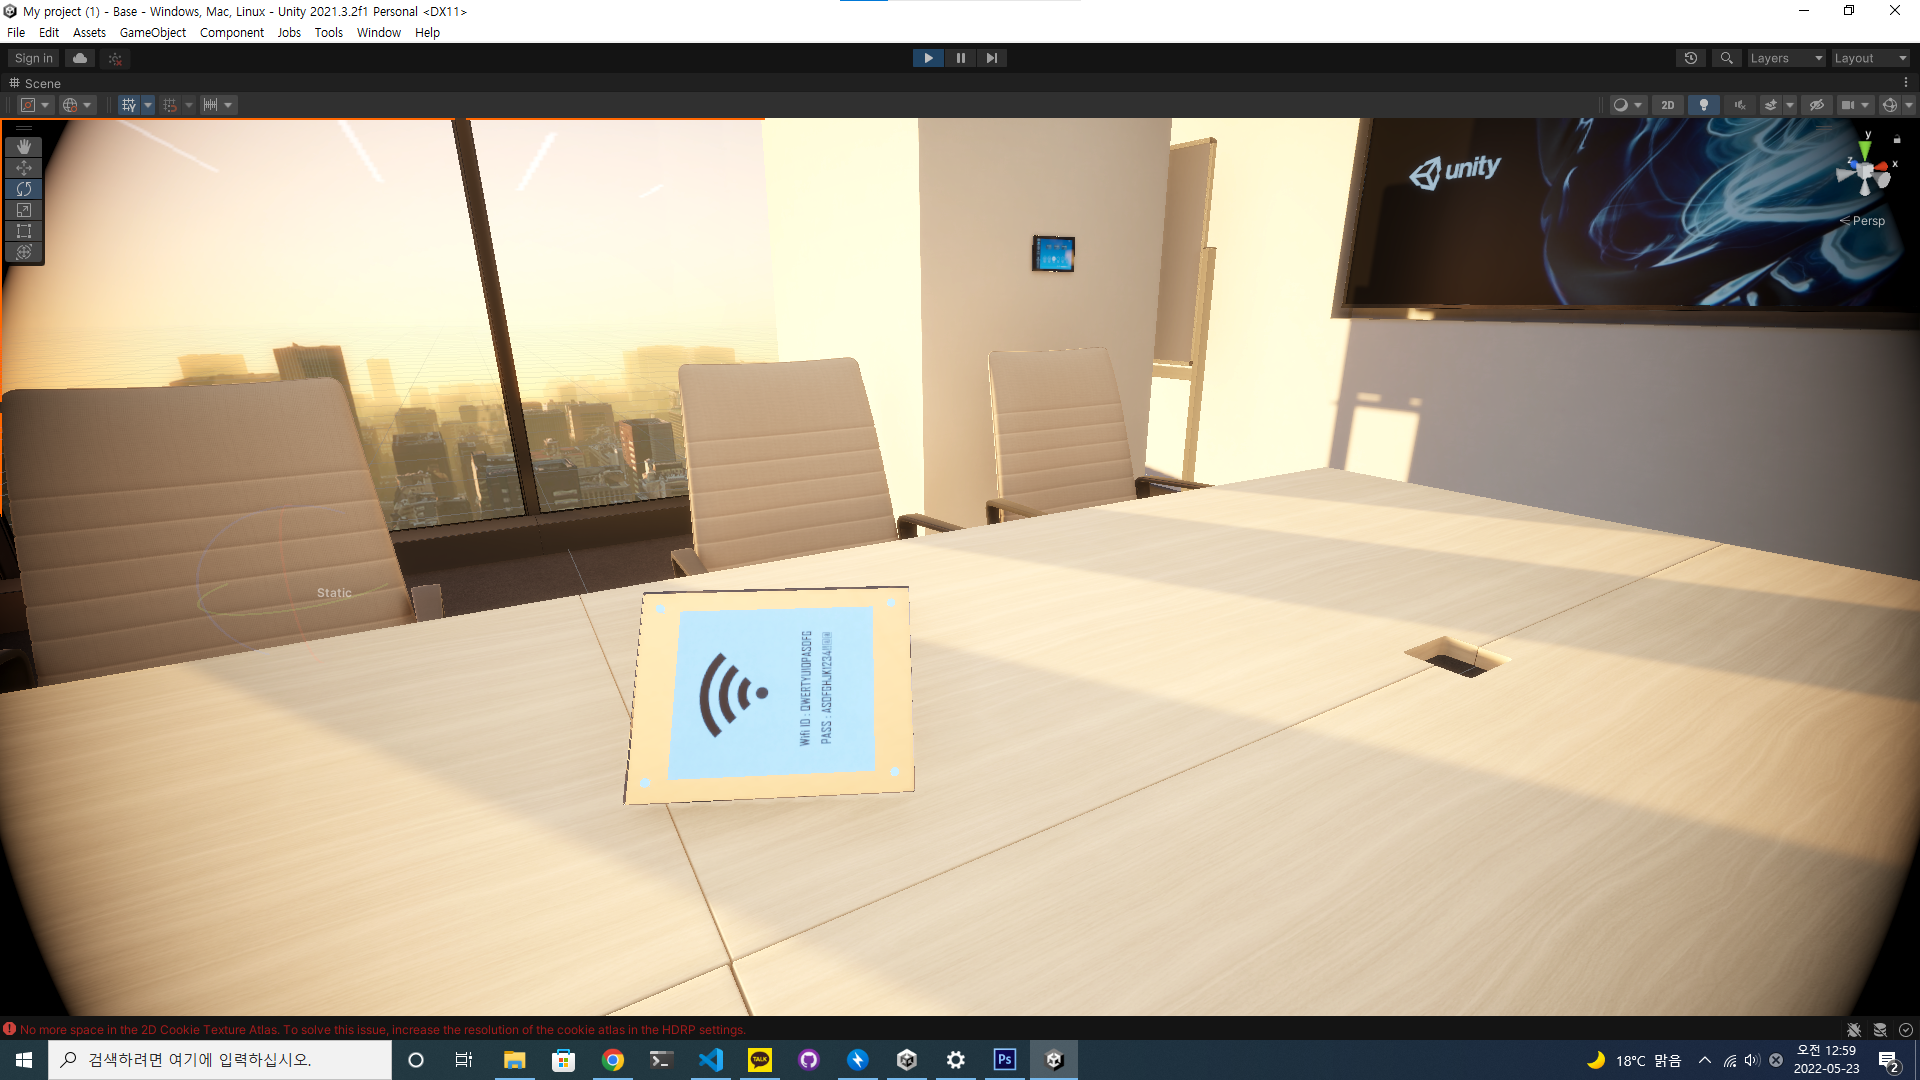 My project (1) - Base - Windows, Mac, Linux - Unity 2021.3.2f1 Personal <DX11>
File Edit Assets GameObject Component Jobs Tools Window Help
Sign in
Layers
Layout
Scene
2D
unity
y
z
x
Persp
Static
Wifi ID : QWERTYUIOPASDFG
PASS : ASDFGHJK1234
No more space in the 2D Cookie Texture Atlas. To solve this issue, increase the resolution of the cookie atlas in the HDRP settings.
검색하려면 여기에 입력하십시오.
TALK
Ps
18°C 맑음
오전 12:59
2022-05-23
2